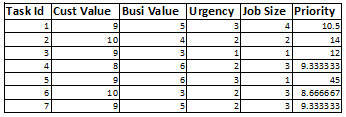 Task Id Cust Value Busi Value Urgency Job Size Priority
1 9 5 3 4 10.5
2 10 4 2 2 14
3 9 3 1 1 12
4 8 6 2 3 9.333333
5 9 6 3 1 45
6 10 3 2 3 8.666667
7 9 5 2 3 9.333333